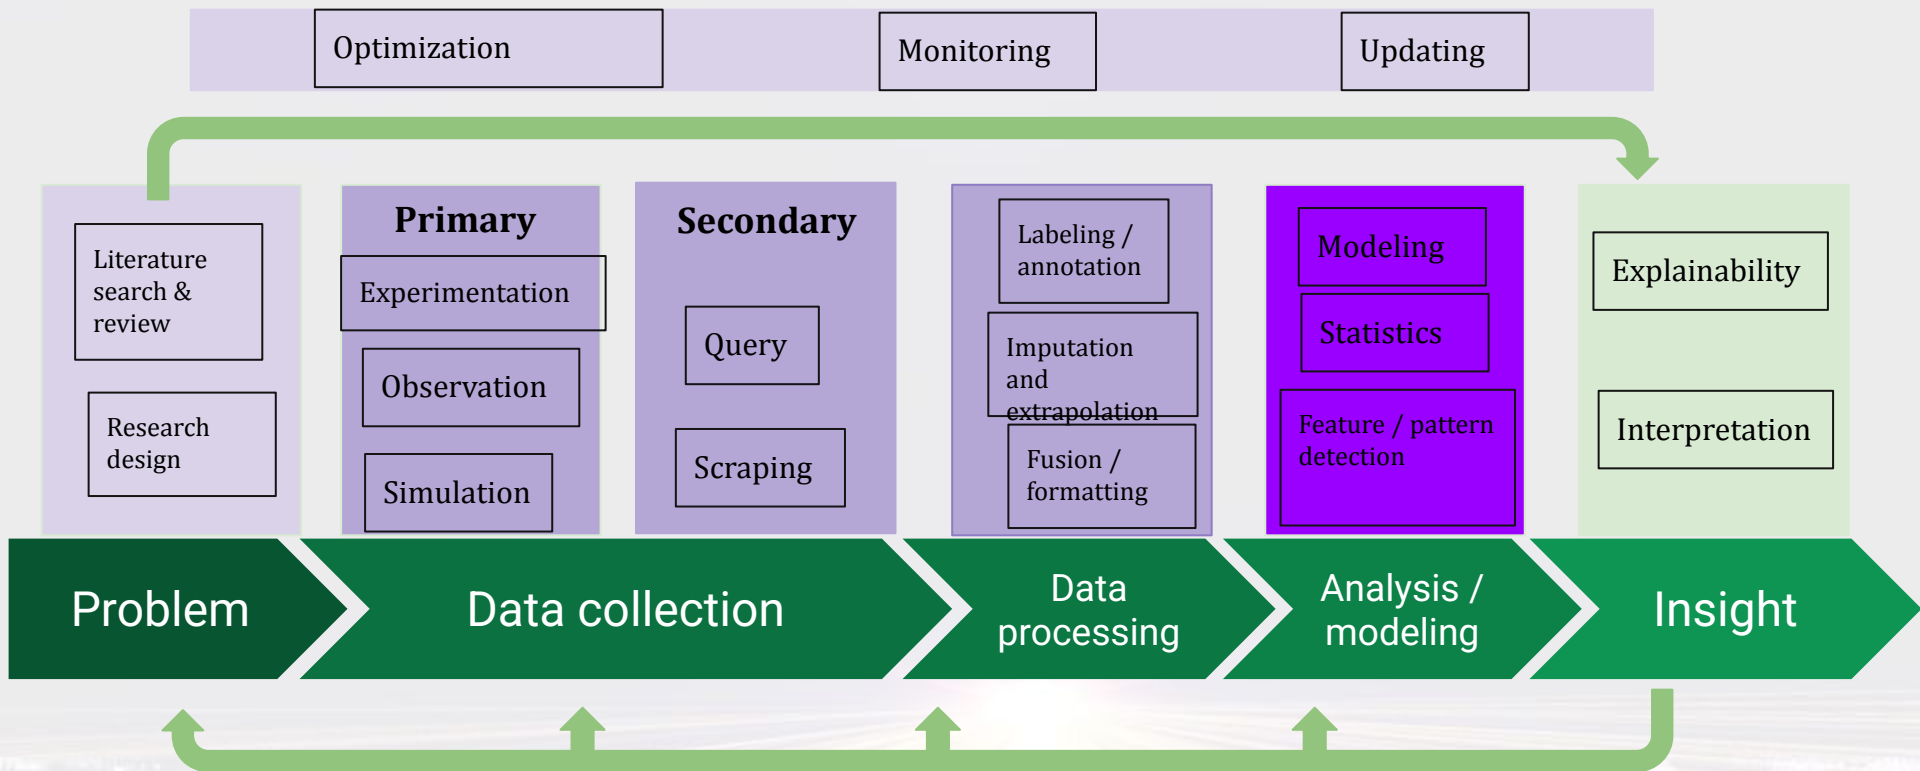 Optimization
Monitoring
Updating
Literature
search &
review
Research
design
Primary
Experimentation
Observation
Simulation
Secondary
Query
Scraping
Labeling /
annotation
Imputation
and
extrapolation
Fusion /
formatting
Modeling
Statistics
Feature / pattern
detection
Explainability
Interpretation
Problem
Data collection
Data
processing
Analysis /
modeling
Insight